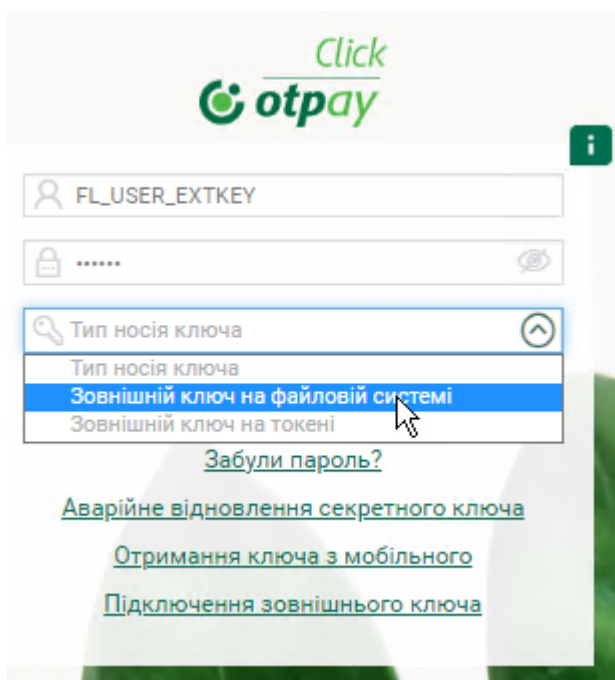 Click
otpay
i
FL_USER_EXTKEY
••••••
Тип носія ключа
Тип носія ключа
Зовнішній ключ на файловій системі
Зовнішній ключ на токені
Забули пароль?
Аварійне відновлення секретного ключа
Отримання ключа з мобільного
Підключення зовнішнього ключа